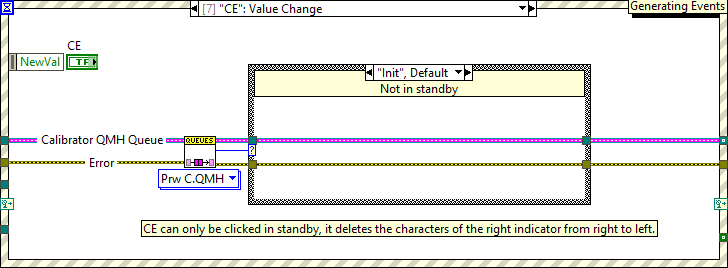 [7] "CE": Value Change
Generating Events
CE
NewVal
TF
"Init", Default
Not in standby
Calibrator QMH Queue
QUEUES
?
Error
Prw C.QMH
CE can only be clicked in standby, it deletes the characters of the right indicator from right to left.